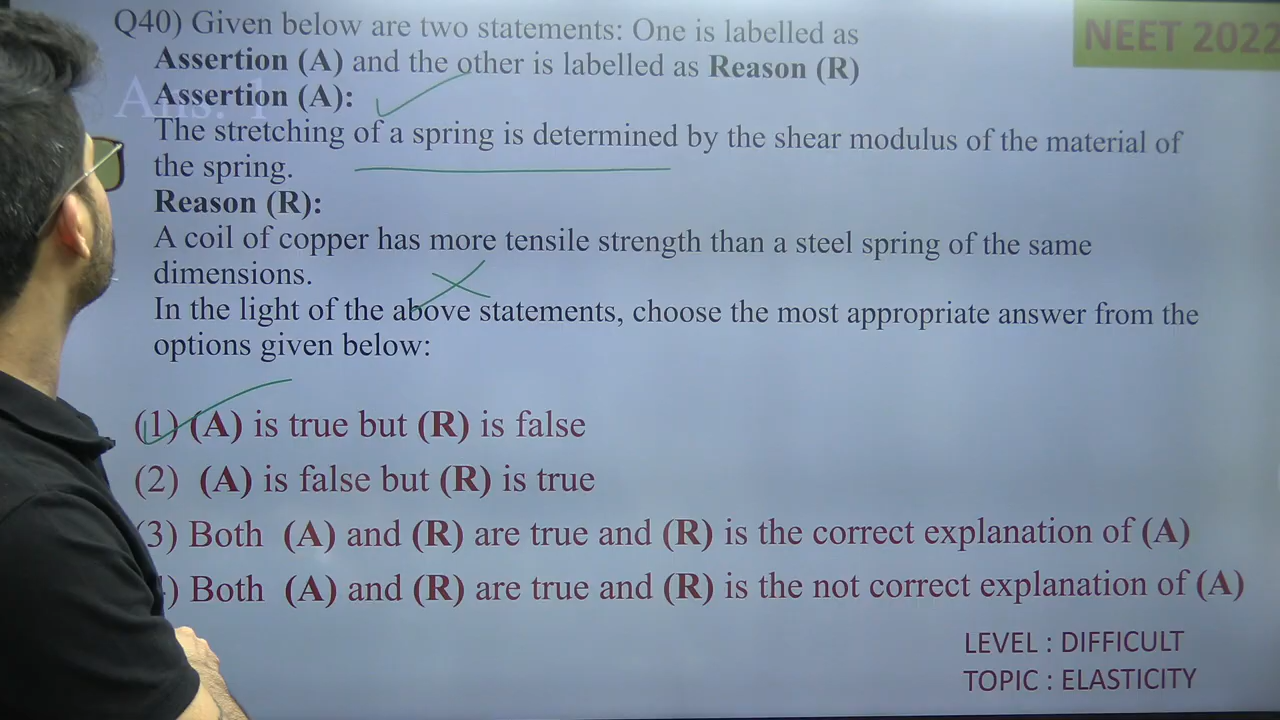 Q40) Given below are two statements: One is labelled as
NEET 2022
Assertion (A) and the other is labelled as Reason (R)
Ans. 1
Assertion (A):
The stretching of a spring is determined by the shear modulus of the material of
the spring.
Reason (R):
A coil of copper has more tensile strength than a steel spring of the same
dimensions.
In the light of the above statements, choose the most appropriate answer from the
options given below:
(1) (A) is true but (R) is false
(2) (A) is false but (R) is true
3) Both (A) and (R) are true and (R) is the correct explanation of (A)
) Both (A) and (R) are true and (R) is the not correct explanation of (A)
LEVEL : DIFFICULT
TOPIC : ELASTICITY